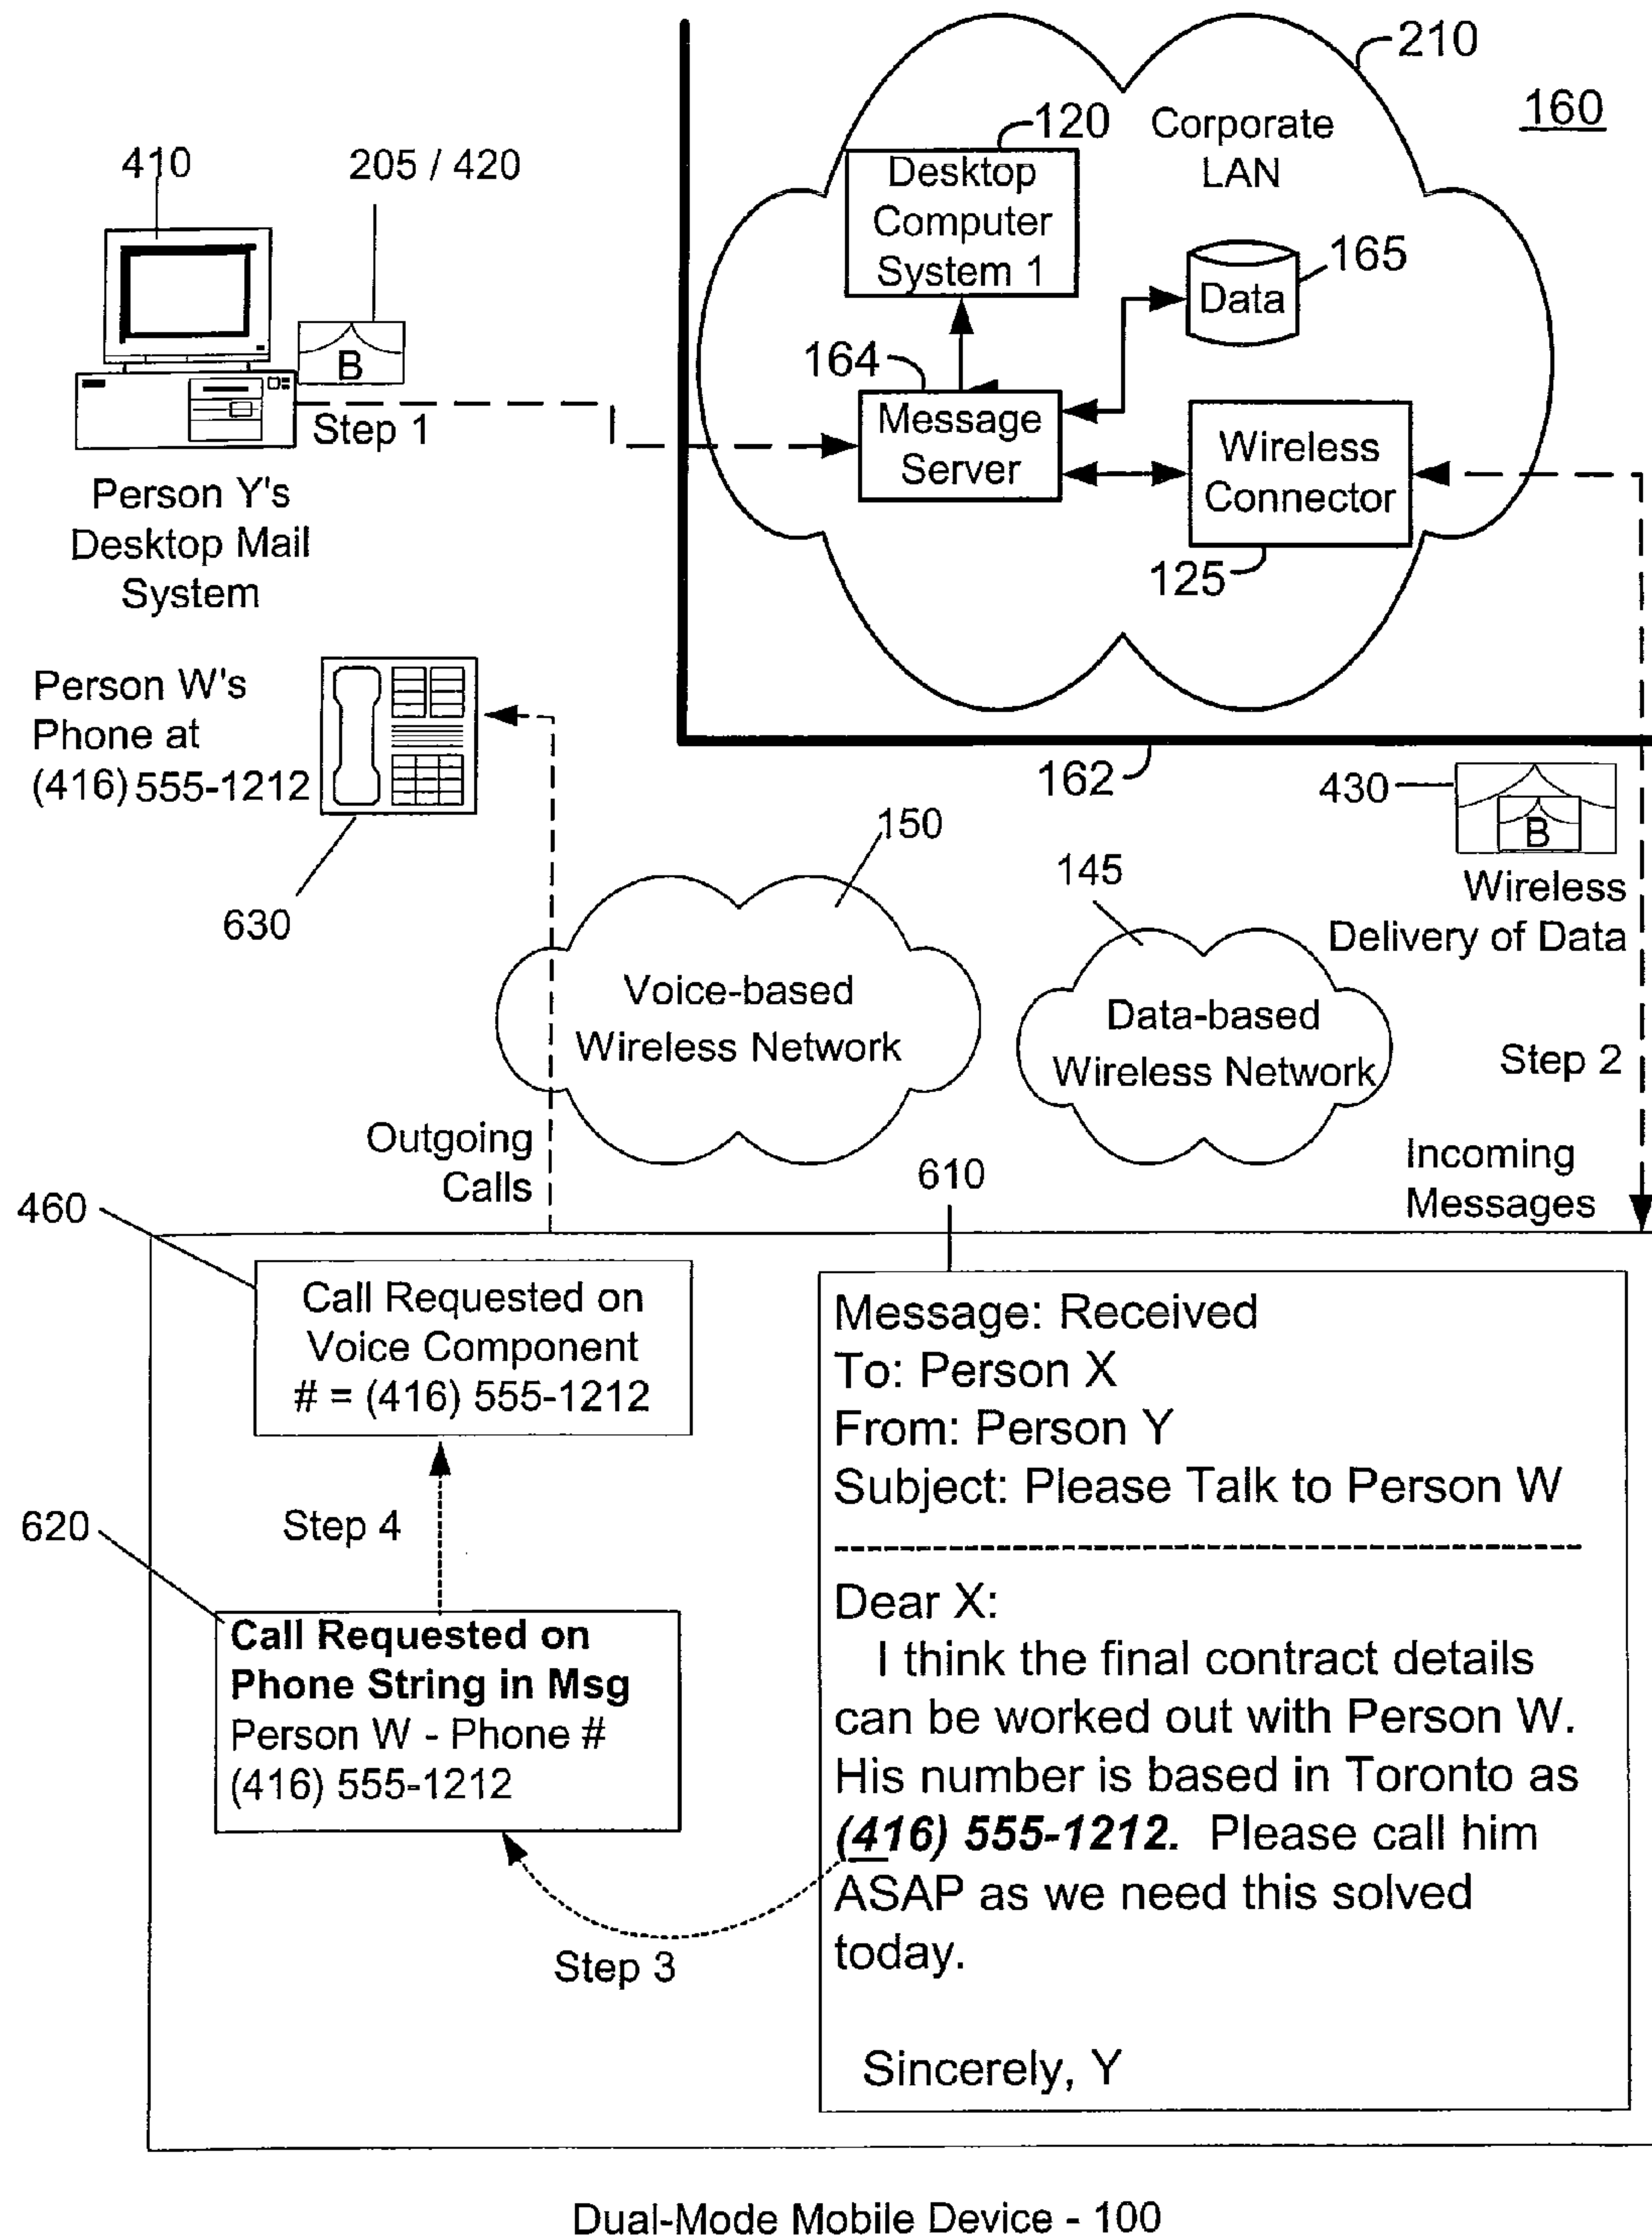 210
160
120
Corporate
LAN
Desktop
Computer
System 1
165
Data
410
205 / 420
B
Step 1
164
Message
Server
Wireless
Connector
125
Person Y's
Desktop Mail
System
Person W's
Phone at
(416) 555-1212
630
162
430
B
Wireless
Delivery of Data
150
Voice-based
Wireless Network
145
Data-based
Wireless Network
Step 2
Outgoing
Calls
Incoming
Messages
460
610
Call Requested on
Voice Component
# = (416) 555-1212
Step 4
620
Call Requested on
Phone String in Msg
Person W - Phone #
(416) 555-1212
Step 3
Message: Received
To: Person X
From: Person Y
Subject: Please Talk to Person W
Dear X:
I think the final contract details
can be worked out with Person W.
His number is based in Toronto as
(416) 555-1212. Please call him
ASAP as we need this solved
today.
Sincerely, Y
Dual-Mode Mobile Device - 100